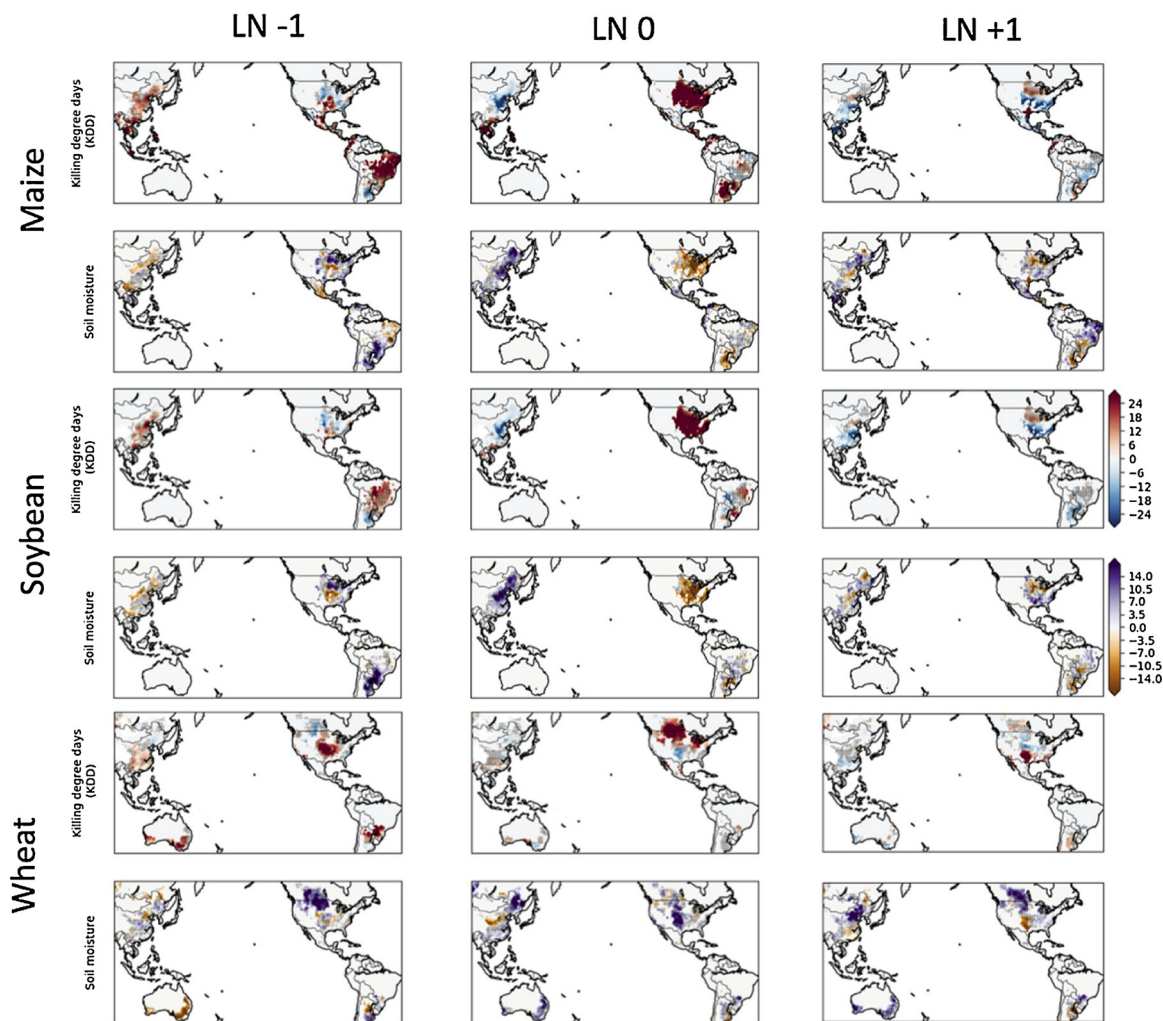 LN -1
LN 0
LN +1
Maize
Killing degree days
(KDD)
Soil moisture
Soybean
Killing degree days
(KDD)
24
18
12
6
0
−6
−12
−18
−24
Soil moisture
14.0
10.5
7.0
3.5
0.0
−3.5
−7.0
−10.5
−14.0
Wheat
Killing degree days
(KDD)
Soil moisture